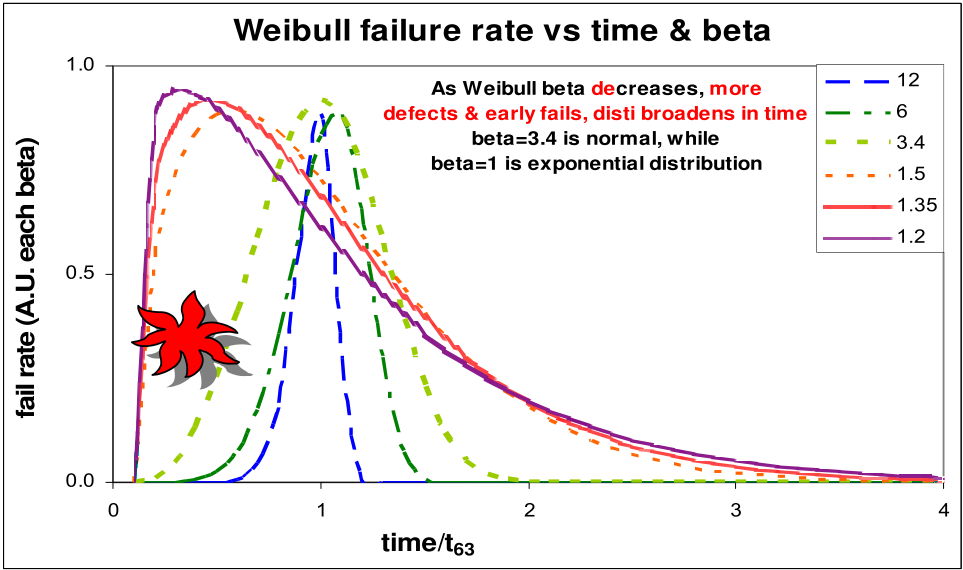 Weibull failure rate vs time & beta
fail rate (A.U. each beta)
1.0
0.5
0.0
As Weibull beta decreases, more
defects & early fails, disti broadens in time
beta=3.4 is normal, while
beta=1 is exponential distribution
12
6
3.4
1.5
1.35
1.2
0
1
2
3
4
time/t63